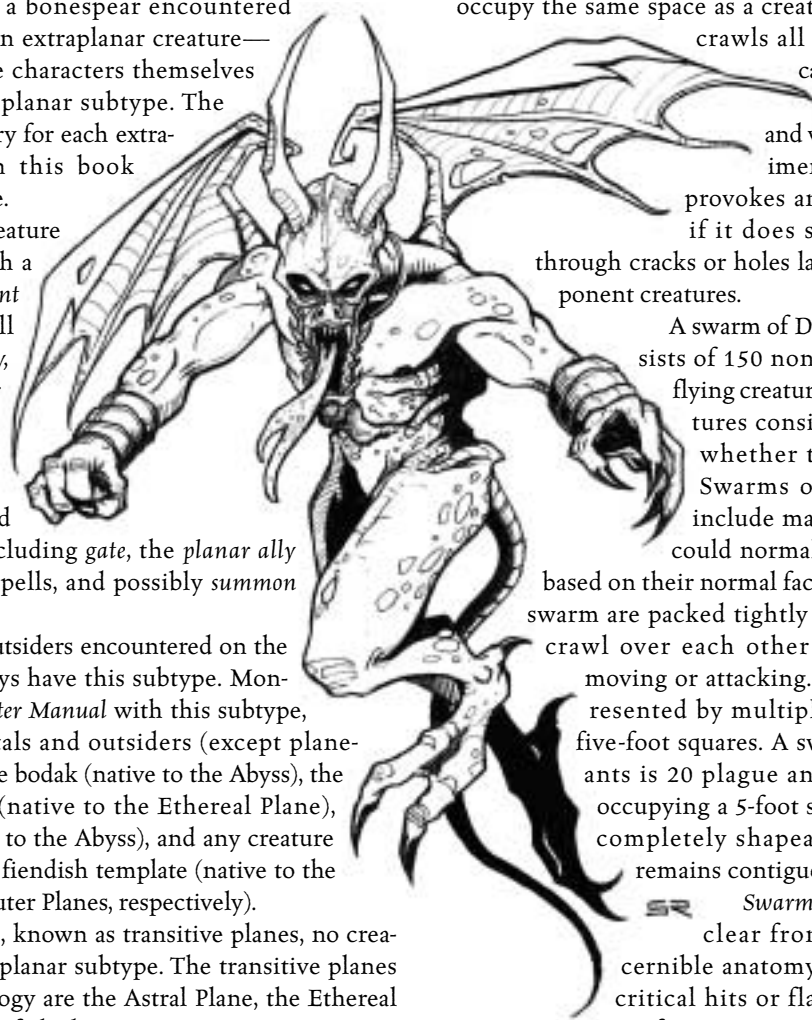 a bonespear encountered
n extraplanar creature—
e characters themselves
planar subtype. The
ry for each extra-
n this book
e.
eature
h a
nt
ll
y,
d
cluding gate, the planar ally
pells, and possibly summon
utsiders encountered on the
ys have this subtype. Mon-
ter Manual with this subtype,
tals and outsiders (except plane-
e bodak (native to the Abyss), the
(native to the Ethereal Plane),
to the Abyss), and any creature
fiendish template (native to the
uter Planes, respectively).
, known as transitive planes, no crea-
planar subtype. The transitive planes
ogy are the Astral Plane, the Ethereal
occupy the same space as a creat
crawls all
ca
and v
imen
provokes an
if it does s
through cracks or holes la
ponent creatures.
A swarm of D
sists of 150 non
flying creatur
tures consi
whether t
Swarms o
include ma
could normal
based on their normal fac
swarm are packed tightly
crawl over each other
moving or attacking.
resented by multipl
five-foot squares. A sw
ants is 20 plague an
occupying a 5-foot s
completely shapea
remains contigue
SR
Swarm
clear from
cernible anatomy
critical hits or fla